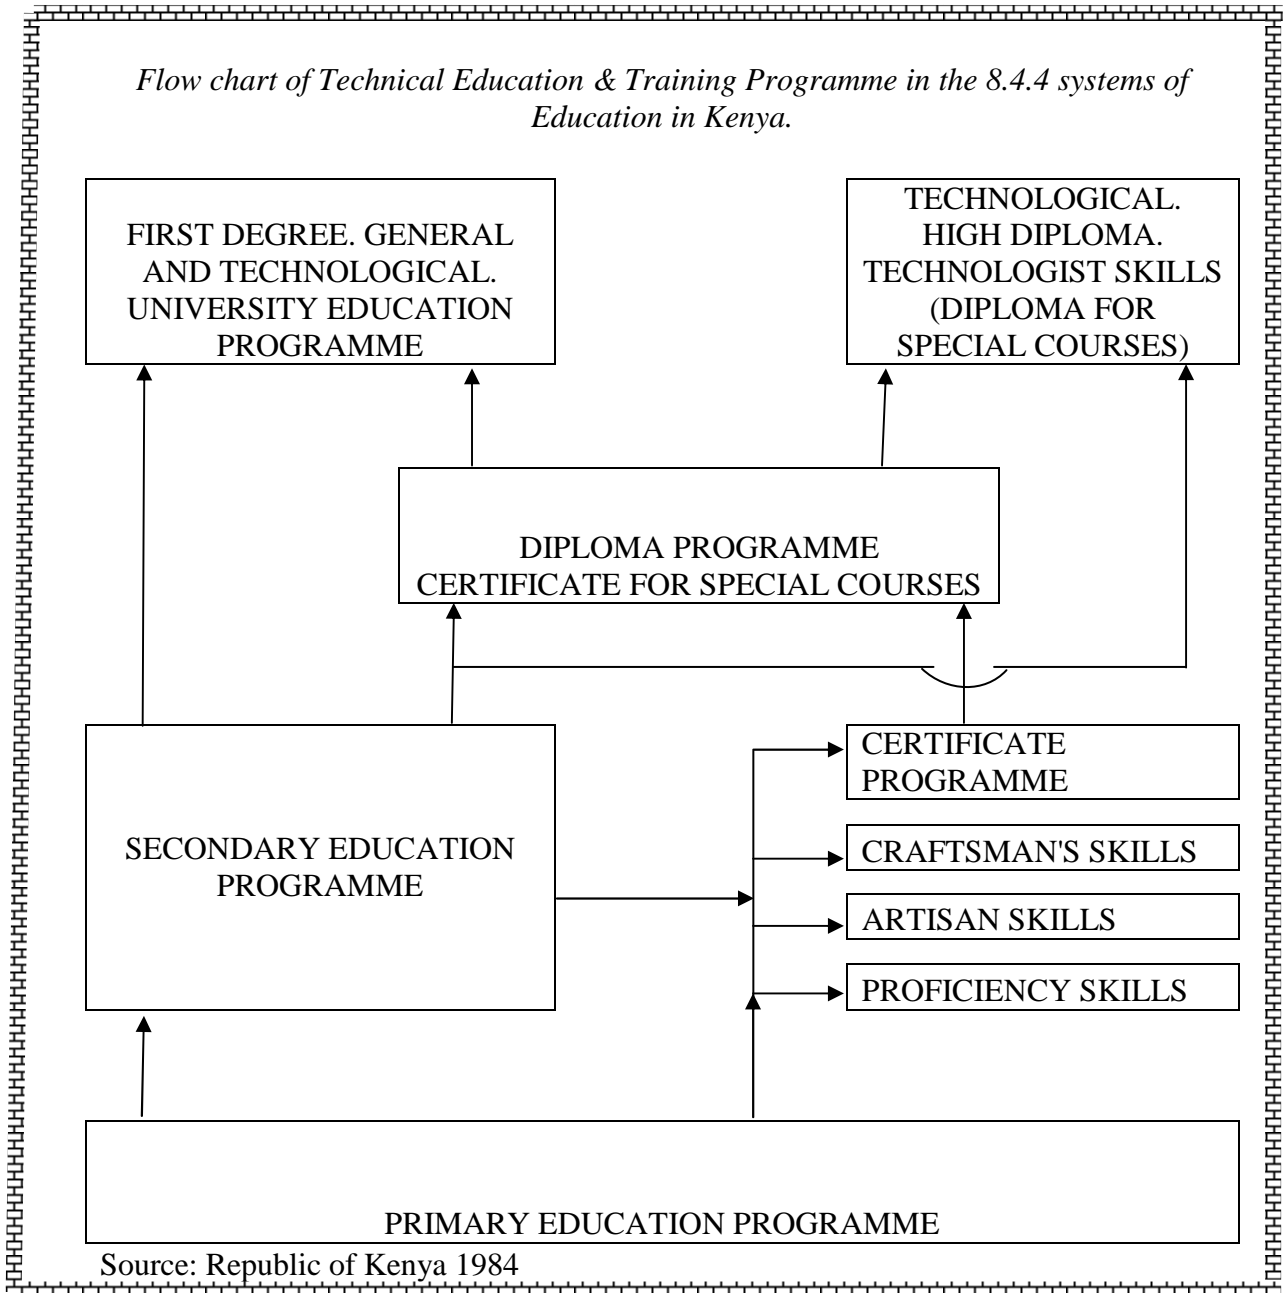 Flow chart of Technical Education & Training Programme in the 8.4.4 systems of
Education in Kenya.
FIRST DEGREE. GENERAL
AND TECHNOLOGICAL.
UNIVERSITY EDUCATION
PROGRAMME
TECHNOLOGICAL.
HIGH DIPLOMA.
TECHNOLOGIST SKILLS
(DIPLOMA FOR
SPECIAL COURSES)
DIPLOMA PROGRAMME
CERTIFICATE FOR SPECIAL COURSES
SECONDARY EDUCATION
PROGRAMME
CERTIFICATE
PROGRAMME
CRAFTSMAN'S SKILLS
ARTISAN SKILLS
PROFICIENCY SKILLS
PRIMARY EDUCATION PROGRAMME
Source: Republic of Kenya 1984